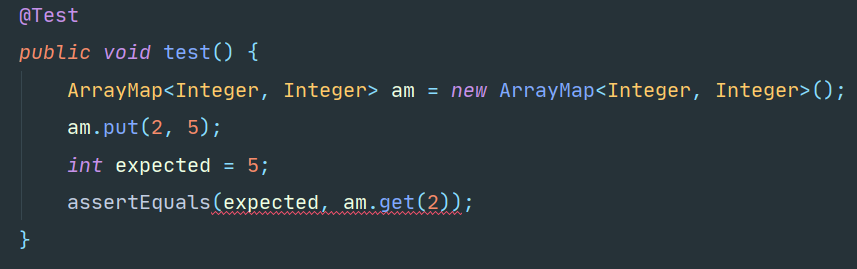 @Test
public void test() {
ArrayMap<Integer, Integer> am = new ArrayMap<Integer, Integer>();
am.put(2, 5);
int expected = 5;
assertEquals(expected, am.get(2));
}